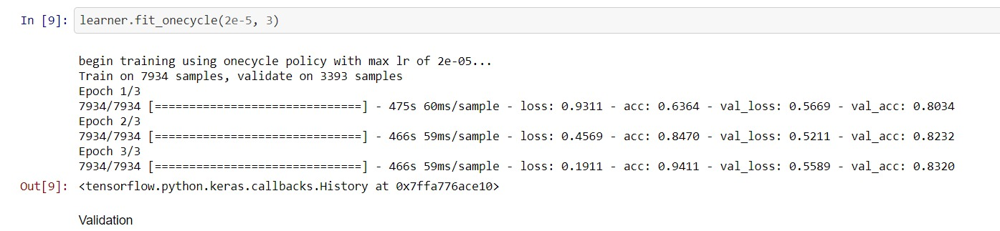 In [9]: learner.fit_onecycle(2e-5, 3)
begin training using onecycle policy with max lr of 2e-05...
Train on 7934 samples, validate on 3393 samples
Epoch 1/3
7934/7934 [==============================] - 475s 60ms/sample - loss: 0.9311 - acc: 0.6364 - val_loss: 0.5669 - val_acc: 0.8034
Epoch 2/3
7934/7934 [==============================] - 466s 59ms/sample - loss: 0.4569 - acc: 0.8470 - val_loss: 0.5211 - val_acc: 0.8232
Epoch 3/3
7934/7934 [==============================] - 466s 59ms/sample - loss: 0.1911 - acc: 0.9411 - val_loss: 0.5589 - val_acc: 0.8320
Out[9]: <tensorflow.python.keras.callbacks.History at 0x7ffa776ace10>
Validation